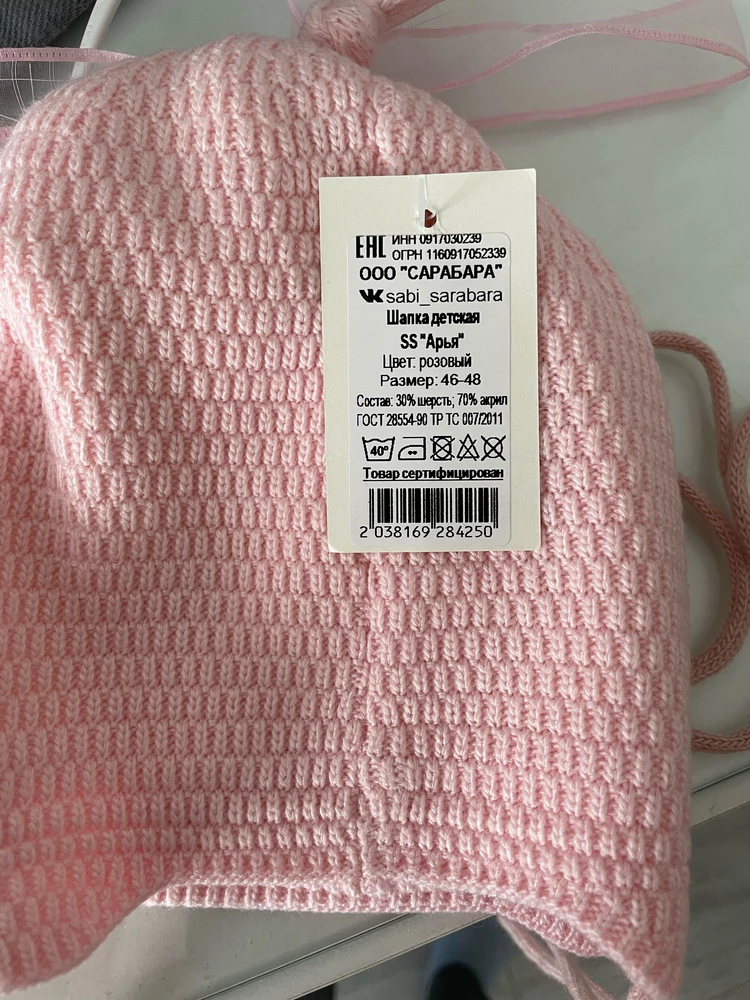 ЕАС ИНН 0917030239
ОГРН 1160917052339
ООО "САРАБАРА"
sabi_sarabara
Шапка детская
SS "Арья"
Цвет: розовый
Размер: 46-48
Состав: 30% шерсть; 70% акрил
ГОСТ 28554-90 ТР ТС 007/2011
40°
Товар сертифицирован
2 038169 284250